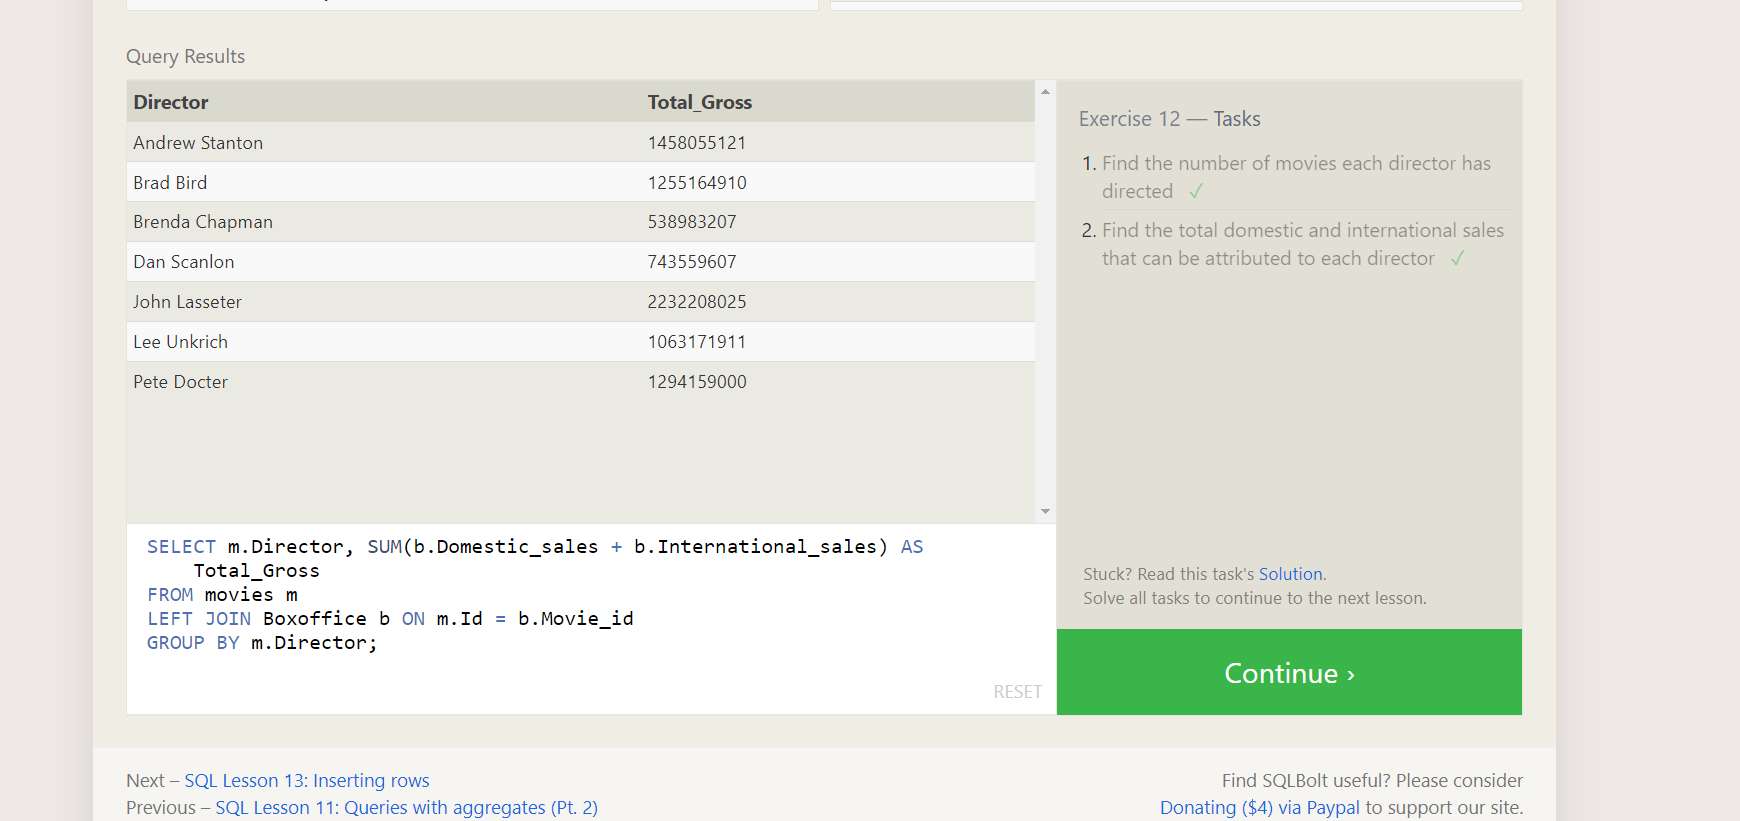 Query Results
Director Total_Gross
Andrew Stanton 1458055121
Brad Bird 1255164910
Brenda Chapman 538983207
Dan Scanlon 743559607
John Lasseter 2232208025
Lee Unkrich 1063171911
Pete Docter 1294159000
SELECT m.Director, SUM(b.Domestic_sales + b.International_sales) AS
Total_Gross
FROM movies m
LEFT JOIN Boxoffice b ON m.Id = b.Movie_id
GROUP BY m.Director;
RESET
Exercise 12 — Tasks
1. Find the number of movies each director has
directed ✓
2. Find the total domestic and international sales
that can be attributed to each director ✓
Stuck? Read this task's Solution.
Solve all tasks to continue to the next lesson.
Continue ›
Next – SQL Lesson 13: Inserting rows
Previous – SQL Lesson 11: Queries with aggregates (Pt. 2)
Find SQLBolt useful? Please consider
Donating ($4) via Paypal to support our site.